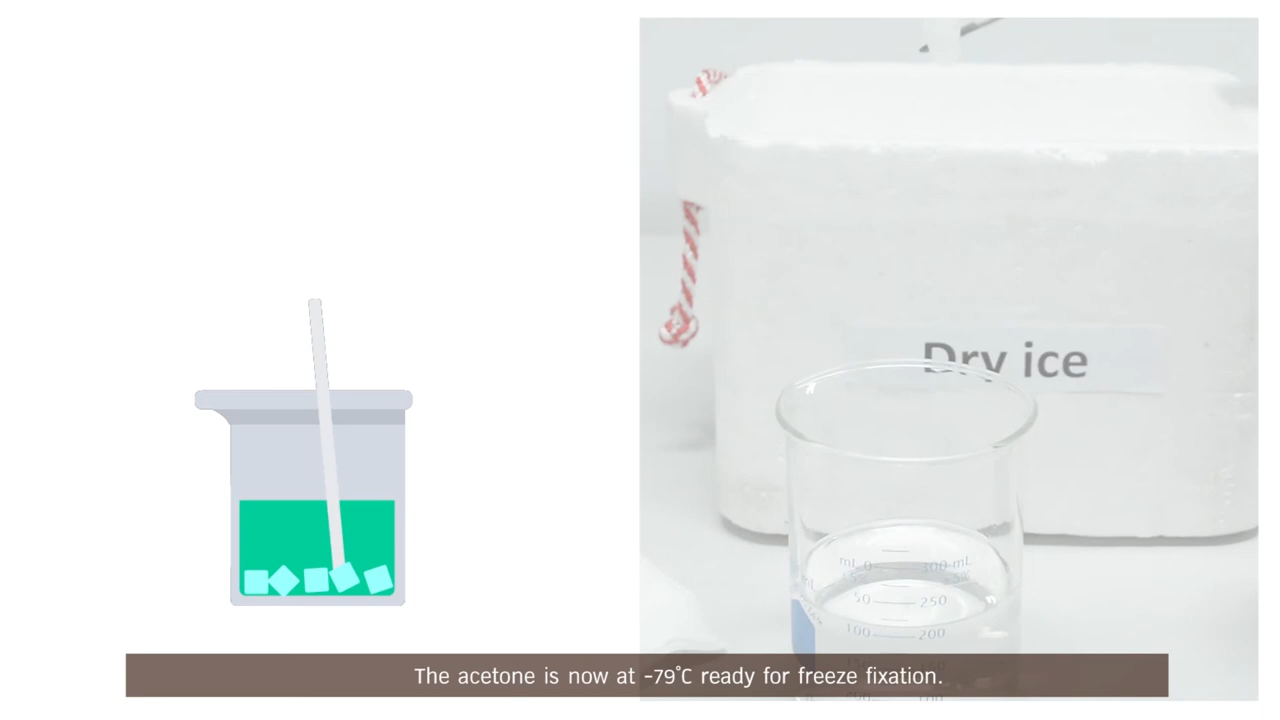 Dry ice
mL 0 300 mL
50 250
100 200
The acetone is now at -79°C ready for freeze fixation.